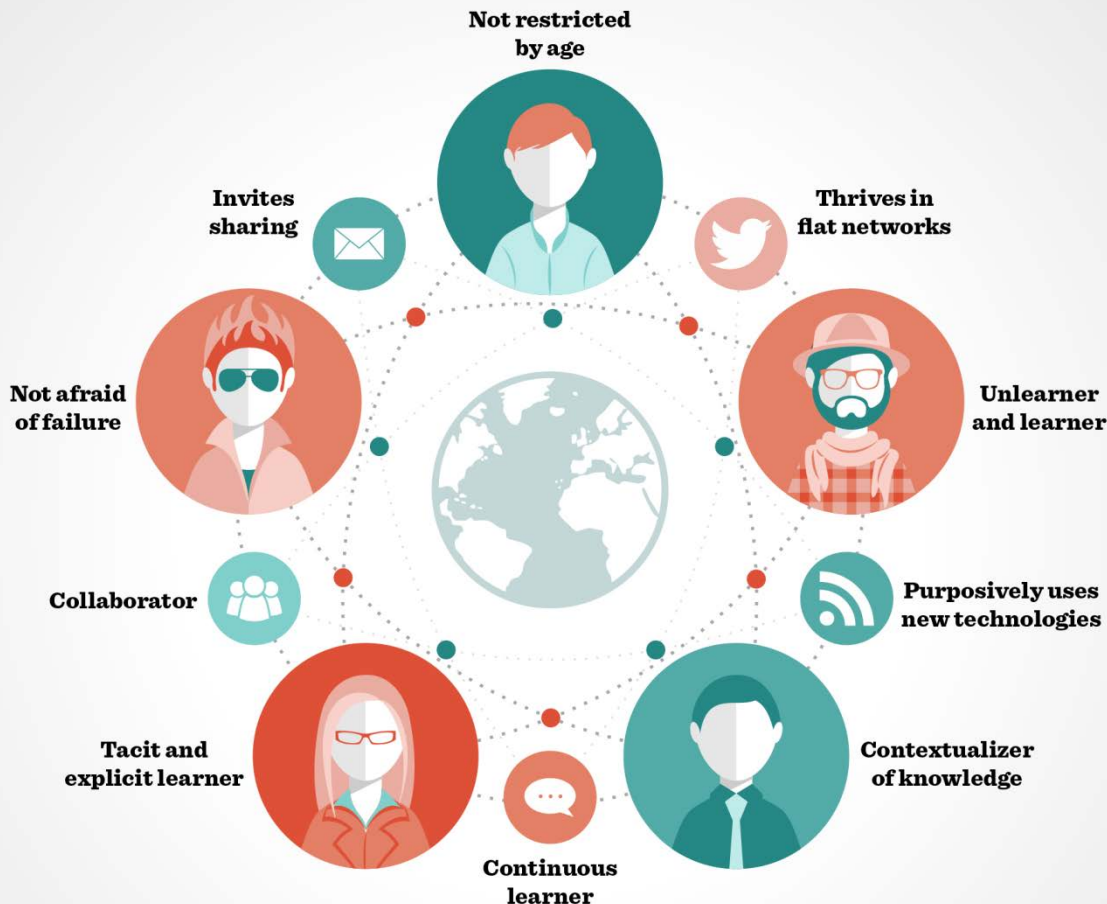 Not restricted
by age
Invites
sharing
Thrives in
flat networks
Not afraid
of failure
Unlearner
and learner
Collaborator
Purposively uses
new technologies
Tacit and
explicit learner
Contextualizer
of knowledge
Continuous
learner